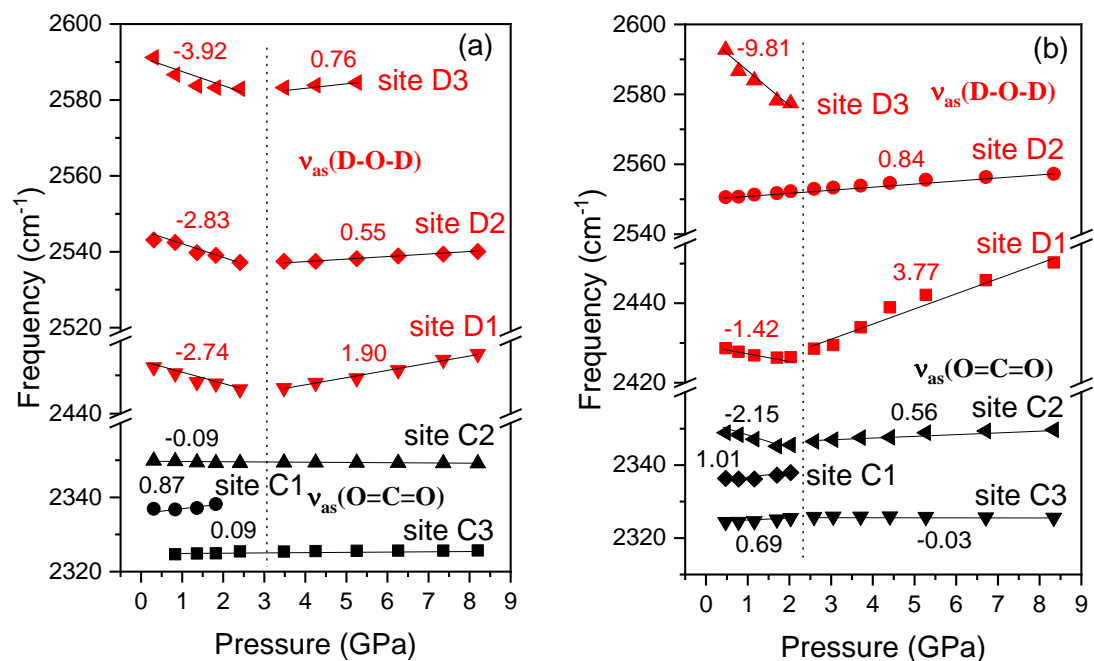 (a)
2600
-3.92
0.76
site D3
2580
νas(D-O-D)
2560
-2.83
site D2
0.55
2540
2520
site D1
-2.74
1.90
2440
-0.09
site C2
0.87
site C1
νas(O=C=O)
2340
0.09
site C3
2320
0 1 2 3 4 5 6 7 8 9
Pressure (GPa)
Frequency (cm-1)
(b)
2600
-9.81
νas(D-O-D)
site D3
2580
site D2
0.84
2560
2540
site D1
3.77
2440
-1.42
νas(O=C=O)
2420
site C2
-2.15
0.56
2340
1.01
site C1
site C3
0.69
-0.03
2320
0 1 2 3 4 5 6 7 8 9
Pressure (GPa)
Frequency (cm-1)